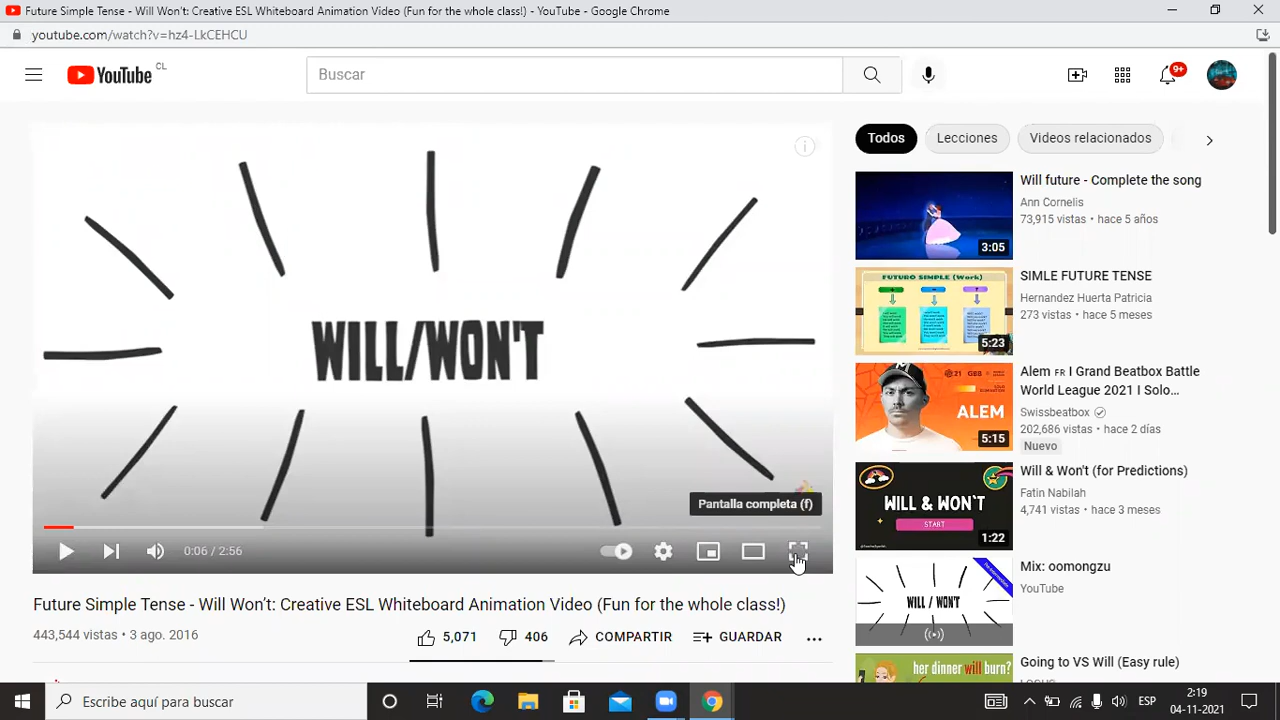 Future Simple Tense - Will Won't: Creative ESL Whiteboard Animation Video (Fun for the whole class!) - YouTube - Google Chrome
youtube.com/watch?v=hz4-LkCEHCU
YouTube CL
Buscar
9+
WILL/WON'T
Pantalla completa (f)
0:06 / 2:56
Future Simple Tense - Will Won't: Creative ESL Whiteboard Animation Video (Fun for the whole class!)
443,544 vistas • 3 ago. 2016
5,071
406
COMPARTIR
GUARDAR
Todos
Lecciones
Videos relacionados
Will future - Complete the song
Ann Cornelis
73,915 vistas • hace 5 años
3:05
SIMLE FUTURE TENSE
Hernandez Huerta Patricia
273 vistas • hace 5 meses
FUTURO SIMPLE (Work)
5:23
Alem FR I Grand Beatbox Battle
World League 2021 I Solo...
Swissbeatbox
202,686 vistas • hace 2 días
Nuevo
ALEM
5:15
Will & Won't (for Predictions)
Fatin Nabilah
4,741 vistas • hace 3 meses
WILL & WON'T
START
1:22
Mix: oomongzu
YouTube
WILL / WON'T
Going to VS Will (Easy rule)
her dinner will burn?
Escribe aquí para buscar
ESP
2:19
04-11-2021